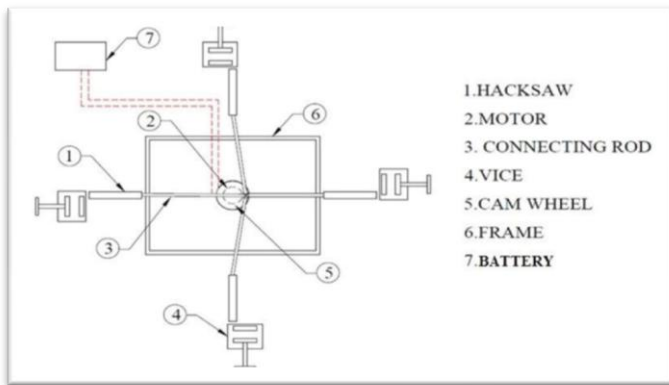 7
6
2
1
3
5
4
1.HACKSAW
2.MOTOR
3. CONNECTING ROD
4.VICE
5.CAM WHEEL
6.FRAME
7.BATTERY